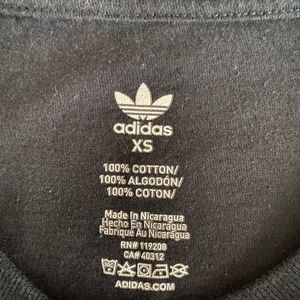 adidas
XS
100% COTTON/
100% ALGODÓN/
100% COTON/
Made In Nicaragua
Hecho En Nicaragua
Fabriqué Au Nicaragua
RN# 119208
CA# 40312
ADIDAS.COM